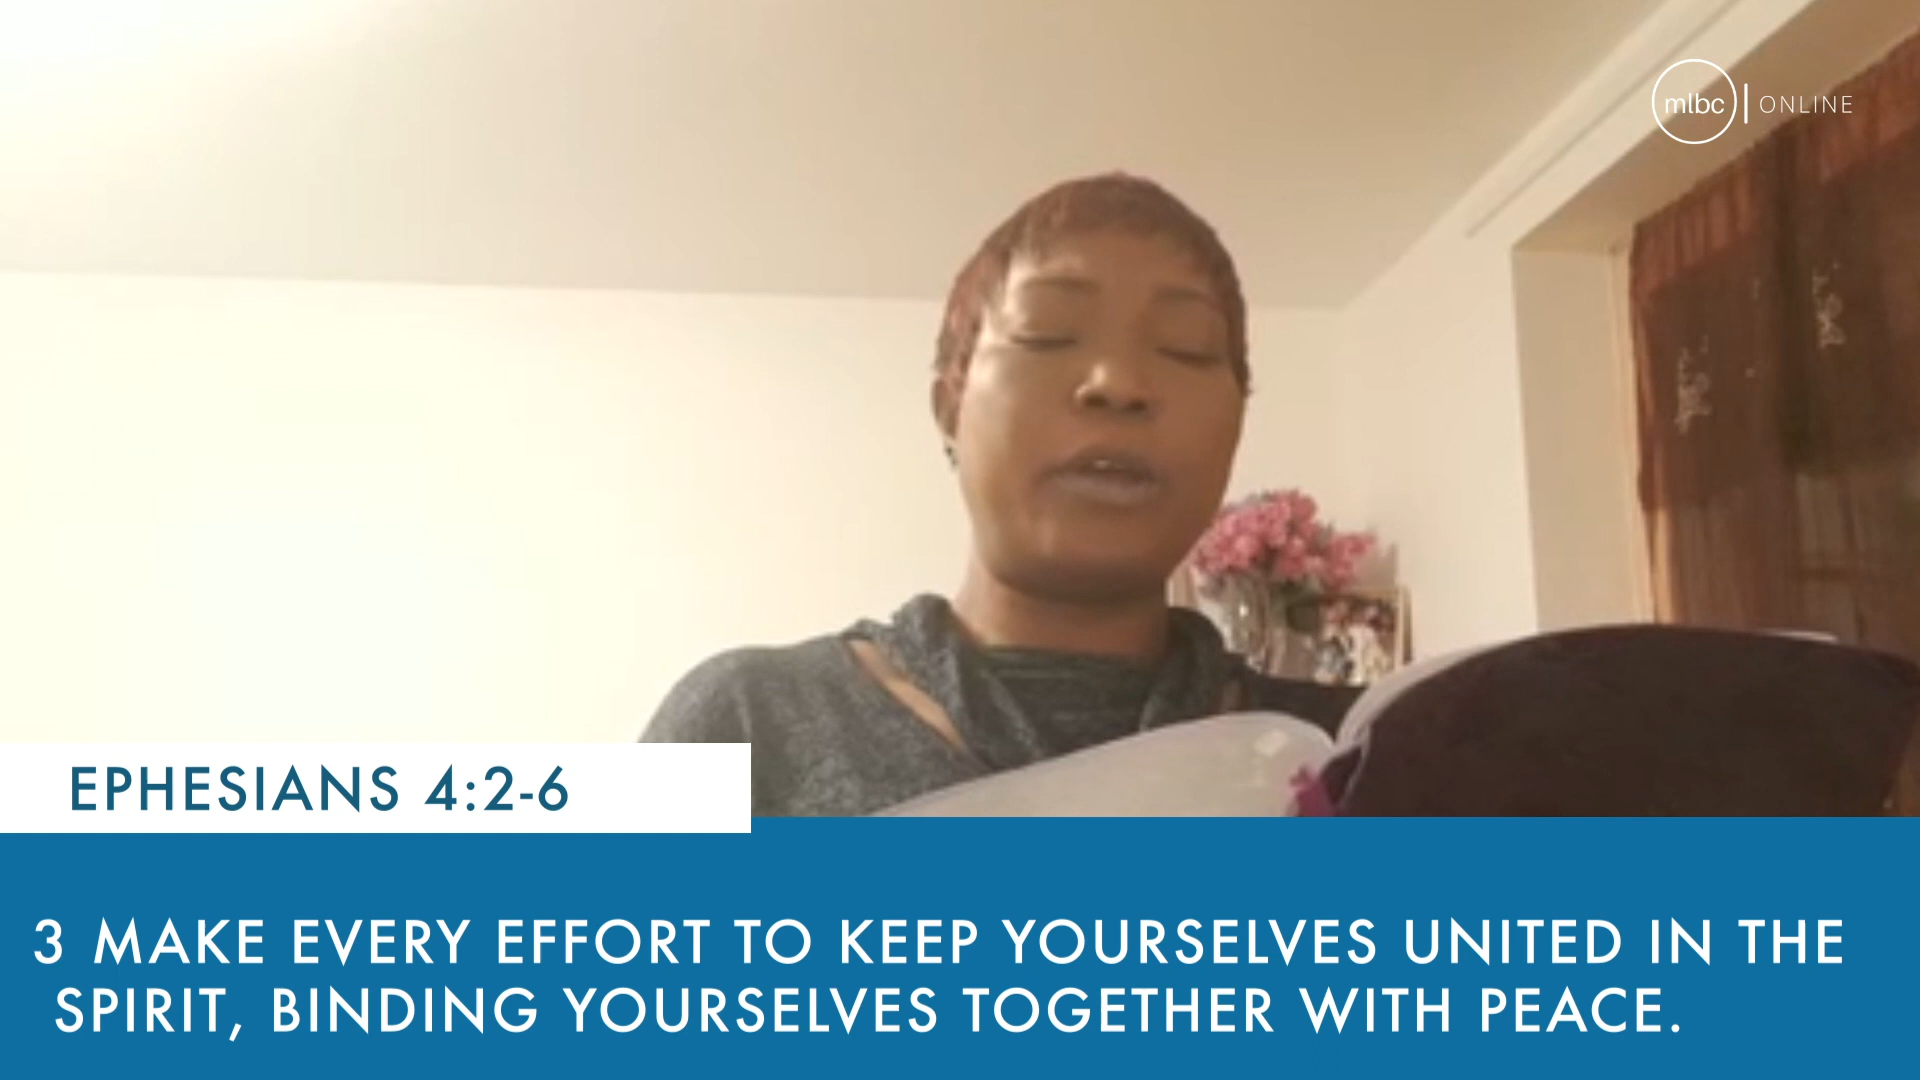 mlbc | ONLINE
EPHESIANS 4:2-6
3 MAKE EVERY EFFORT TO KEEP YOURSELVES UNITED IN THE
SPIRIT, BINDING YOURSELVES TOGETHER WITH PEACE.